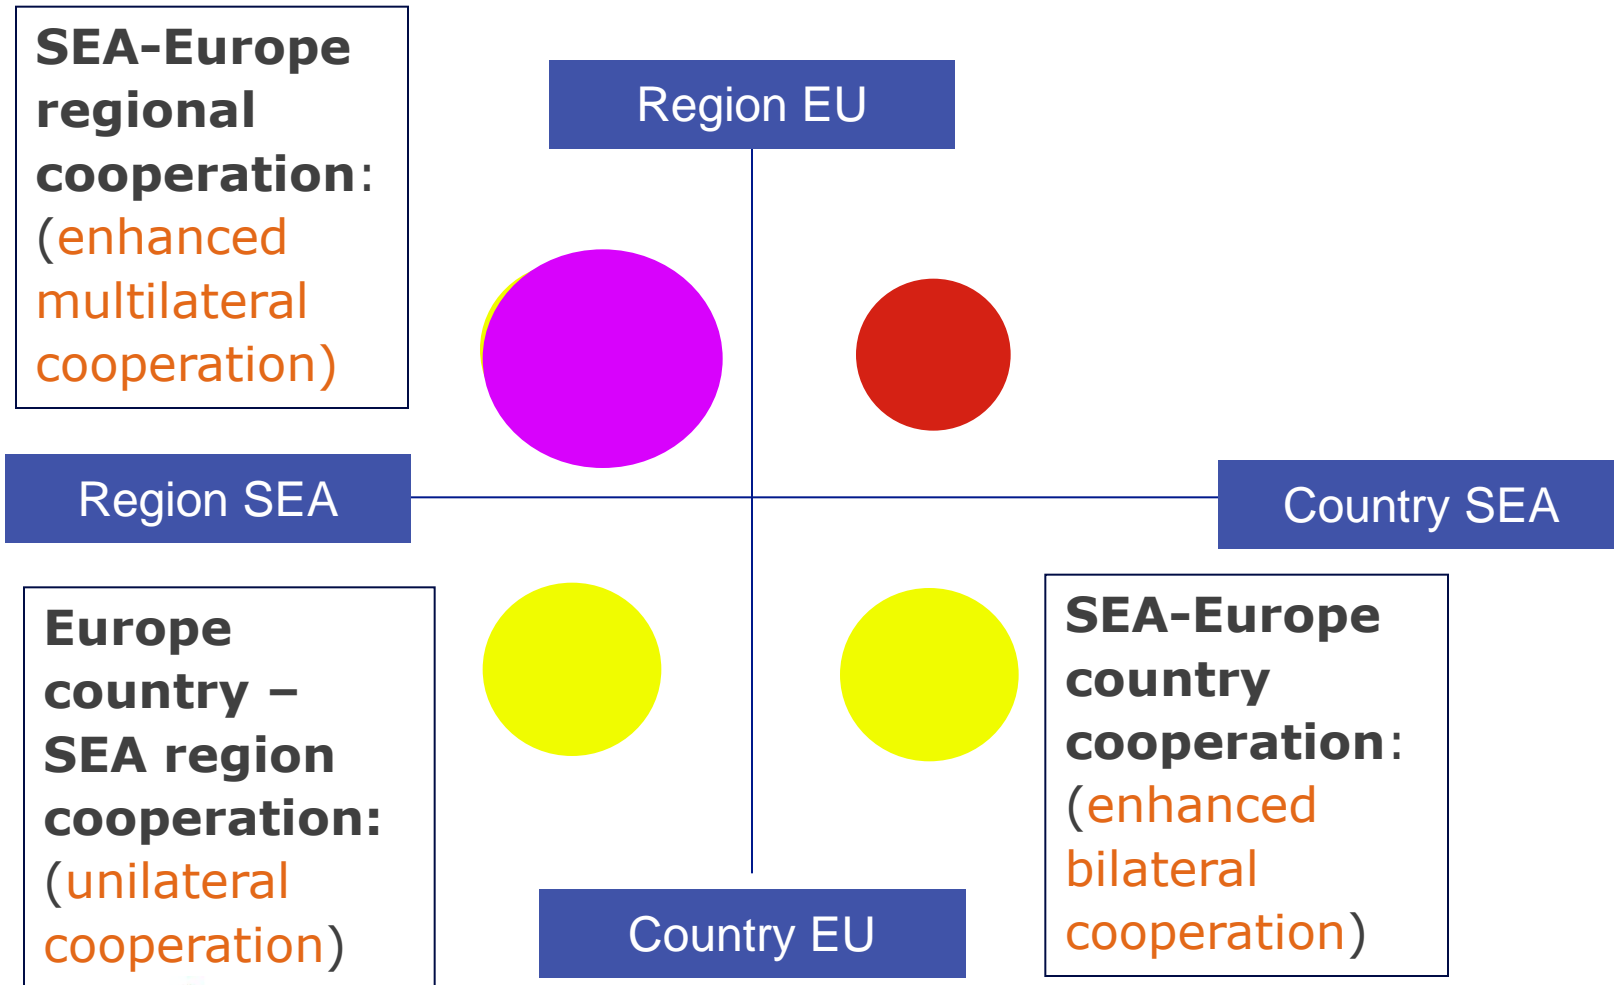 SEA-Europe
regional
cooperation:
(enhanced
multilateral
cooperation)
Region EU
Region SEA
Country SEA
Europe
country –
SEA region
cooperation:
(unilateral
cooperation)
SEA-Europe
country
cooperation:
(enhanced
bilateral
cooperation)
Country EU